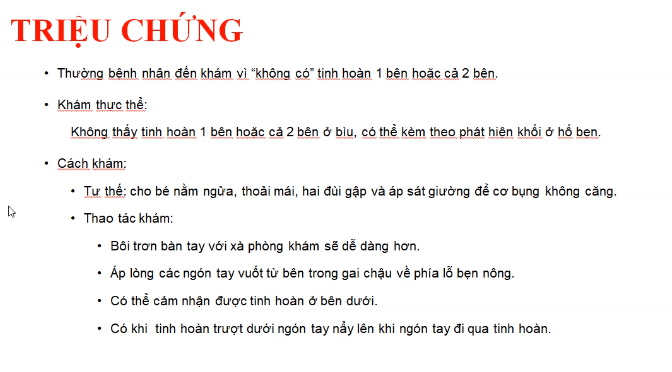 TRIỆU CHỨNG
• Thường bệnh nhân đến khám vì “không có” tinh hoàn 1 bên hoặc cả 2 bên.
• Khám thực thể:
Không thấy tinh hoàn 1 bên hoặc cả 2 bên ở bìu, có thể kèm theo phát hiện khối ở hố bẹn.
• Cách khám:
• Tư thế: cho bé nằm ngửa, thoải mái, hai đùi gập và áp sát giường để cơ bụng không căng.
• Thao tác khám:
• Bôi trơn bàn tay với xà phòng khám sẽ dễ dàng hơn.
• Áp lòng các ngón tay vuốt từ bên trong gai chậu về phía lỗ bẹn nông.
• Có thể cảm nhận được tinh hoàn ở bên dưới.
• Có khi tinh hoàn trượt dưới ngón tay nẩy lên khi ngón tay đi qua tinh hoàn.